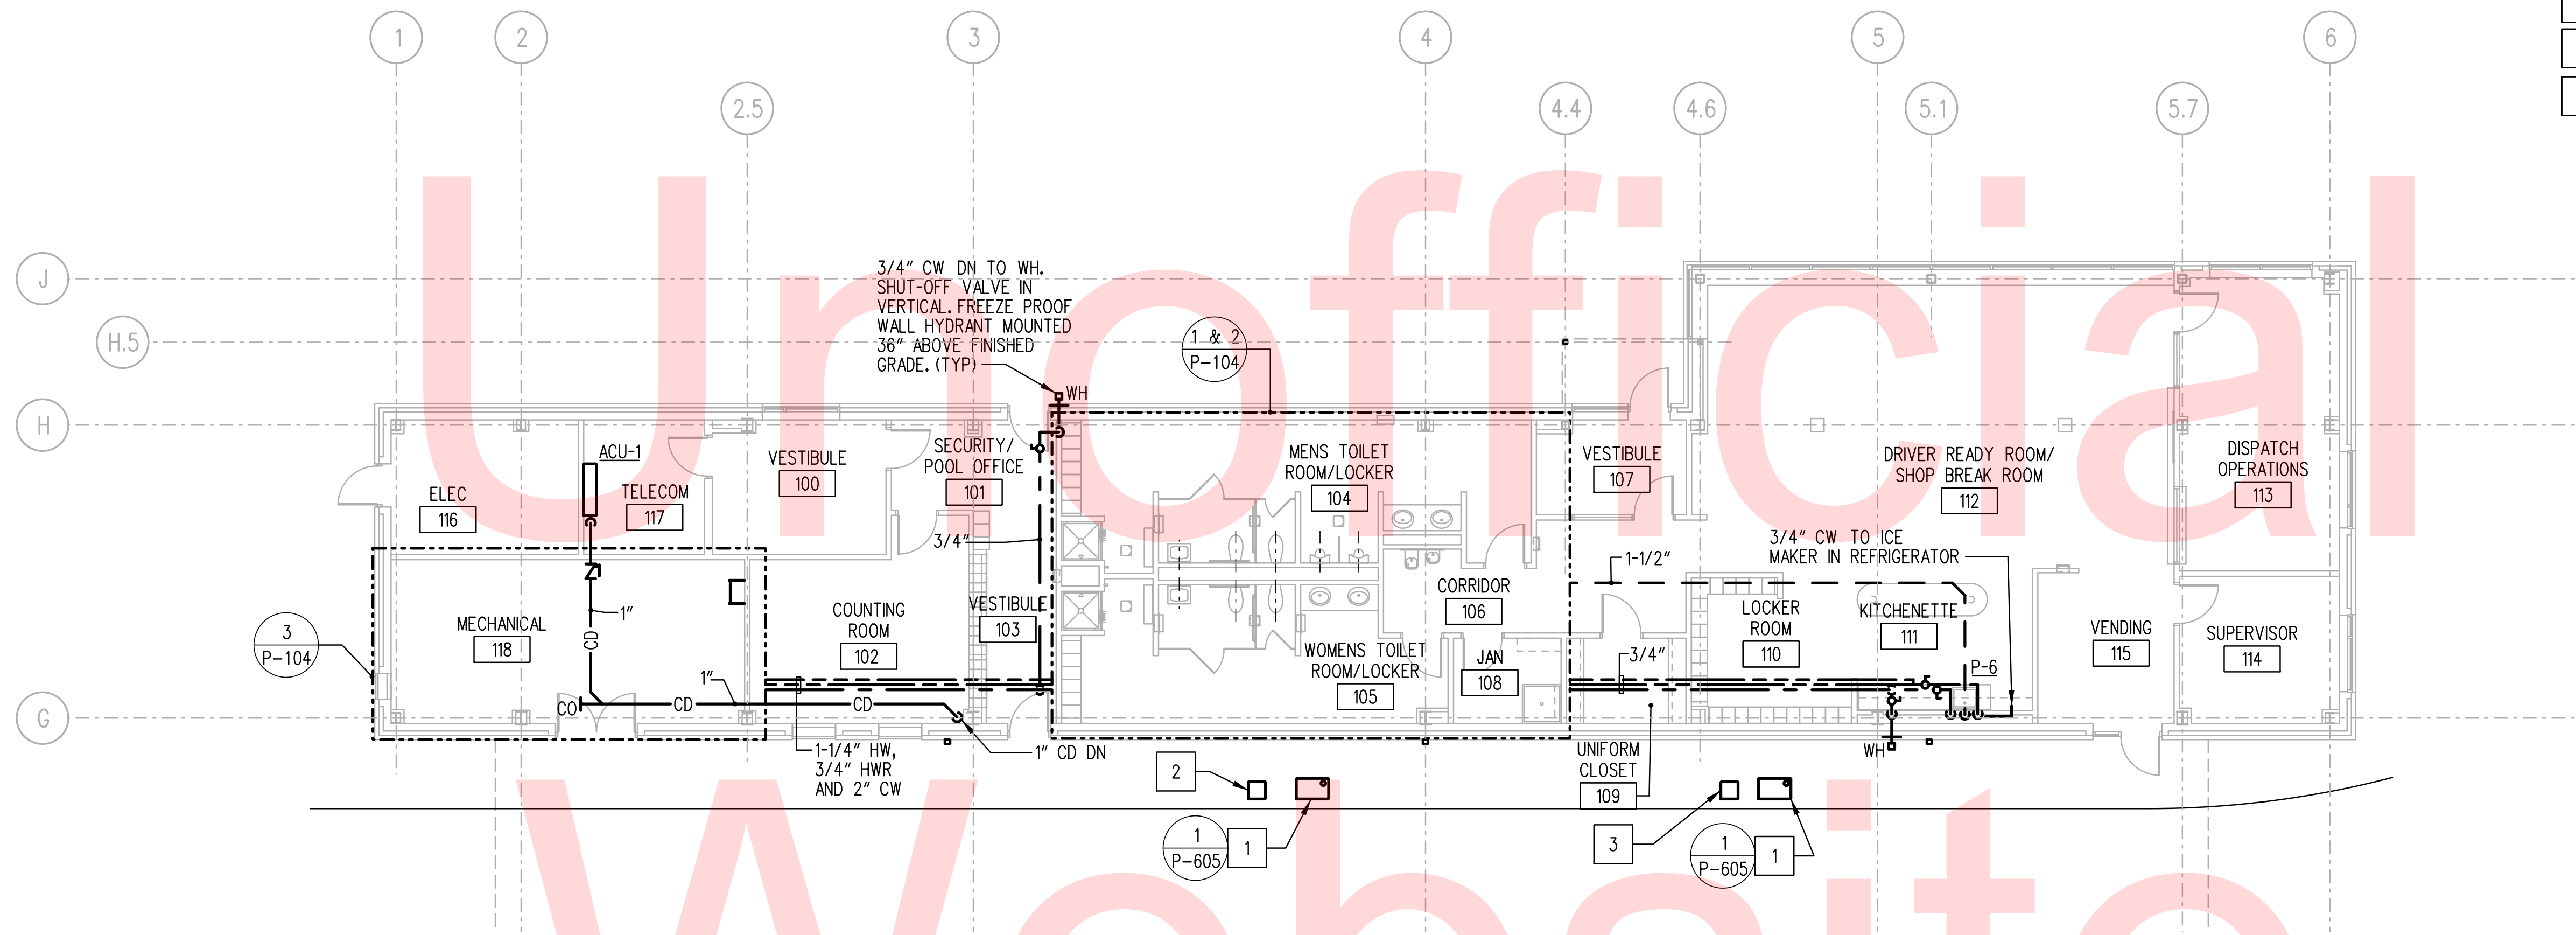 1
2
3
4
5
6
2.5
4.4
4.6
5.1
5.7
J
H.5
H
G
Unofficial
Website
3/4" CW DN TO WH.
SHUT-OFF VALVE IN
VERTICAL. FREEZE PROOF
WALL HYDRANT MOUNTED
36" ABOVE FINISHED
GRADE. (TYP)
1 & 2
P-104
WH
ACU-1
ELEC
116
TELECOM
117
VESTIBULE
100
SECURITY/
POOL OFFICE
101
MENS TOILET
ROOM/LOCKER
104
VESTIBULE
107
DRIVER READY ROOM/
SHOP BREAK ROOM
112
DISPATCH
OPERATIONS
113
3/4"
3/4" CW TO ICE
MAKER IN REFRIGERATOR
1-1/2"
3
P-104
MECHANICAL
118
1"
CD
COUNTING
ROOM
102
VESTIBULE
103
CORRIDOR
106
WOMENS TOILET
ROOM/LOCKER
105
JAN
108
3/4"
LOCKER
ROOM
110
KITCHENETTE
111
P-6
VENDING
115
SUPERVISOR
114
CO
CD
1"
CD
1-1/4" HW,
3/4" HWR
AND 2" CW
1" CD DN
WH
UNIFORM
CLOSET
109
2
1
P-605
1
3
1
P-605
1